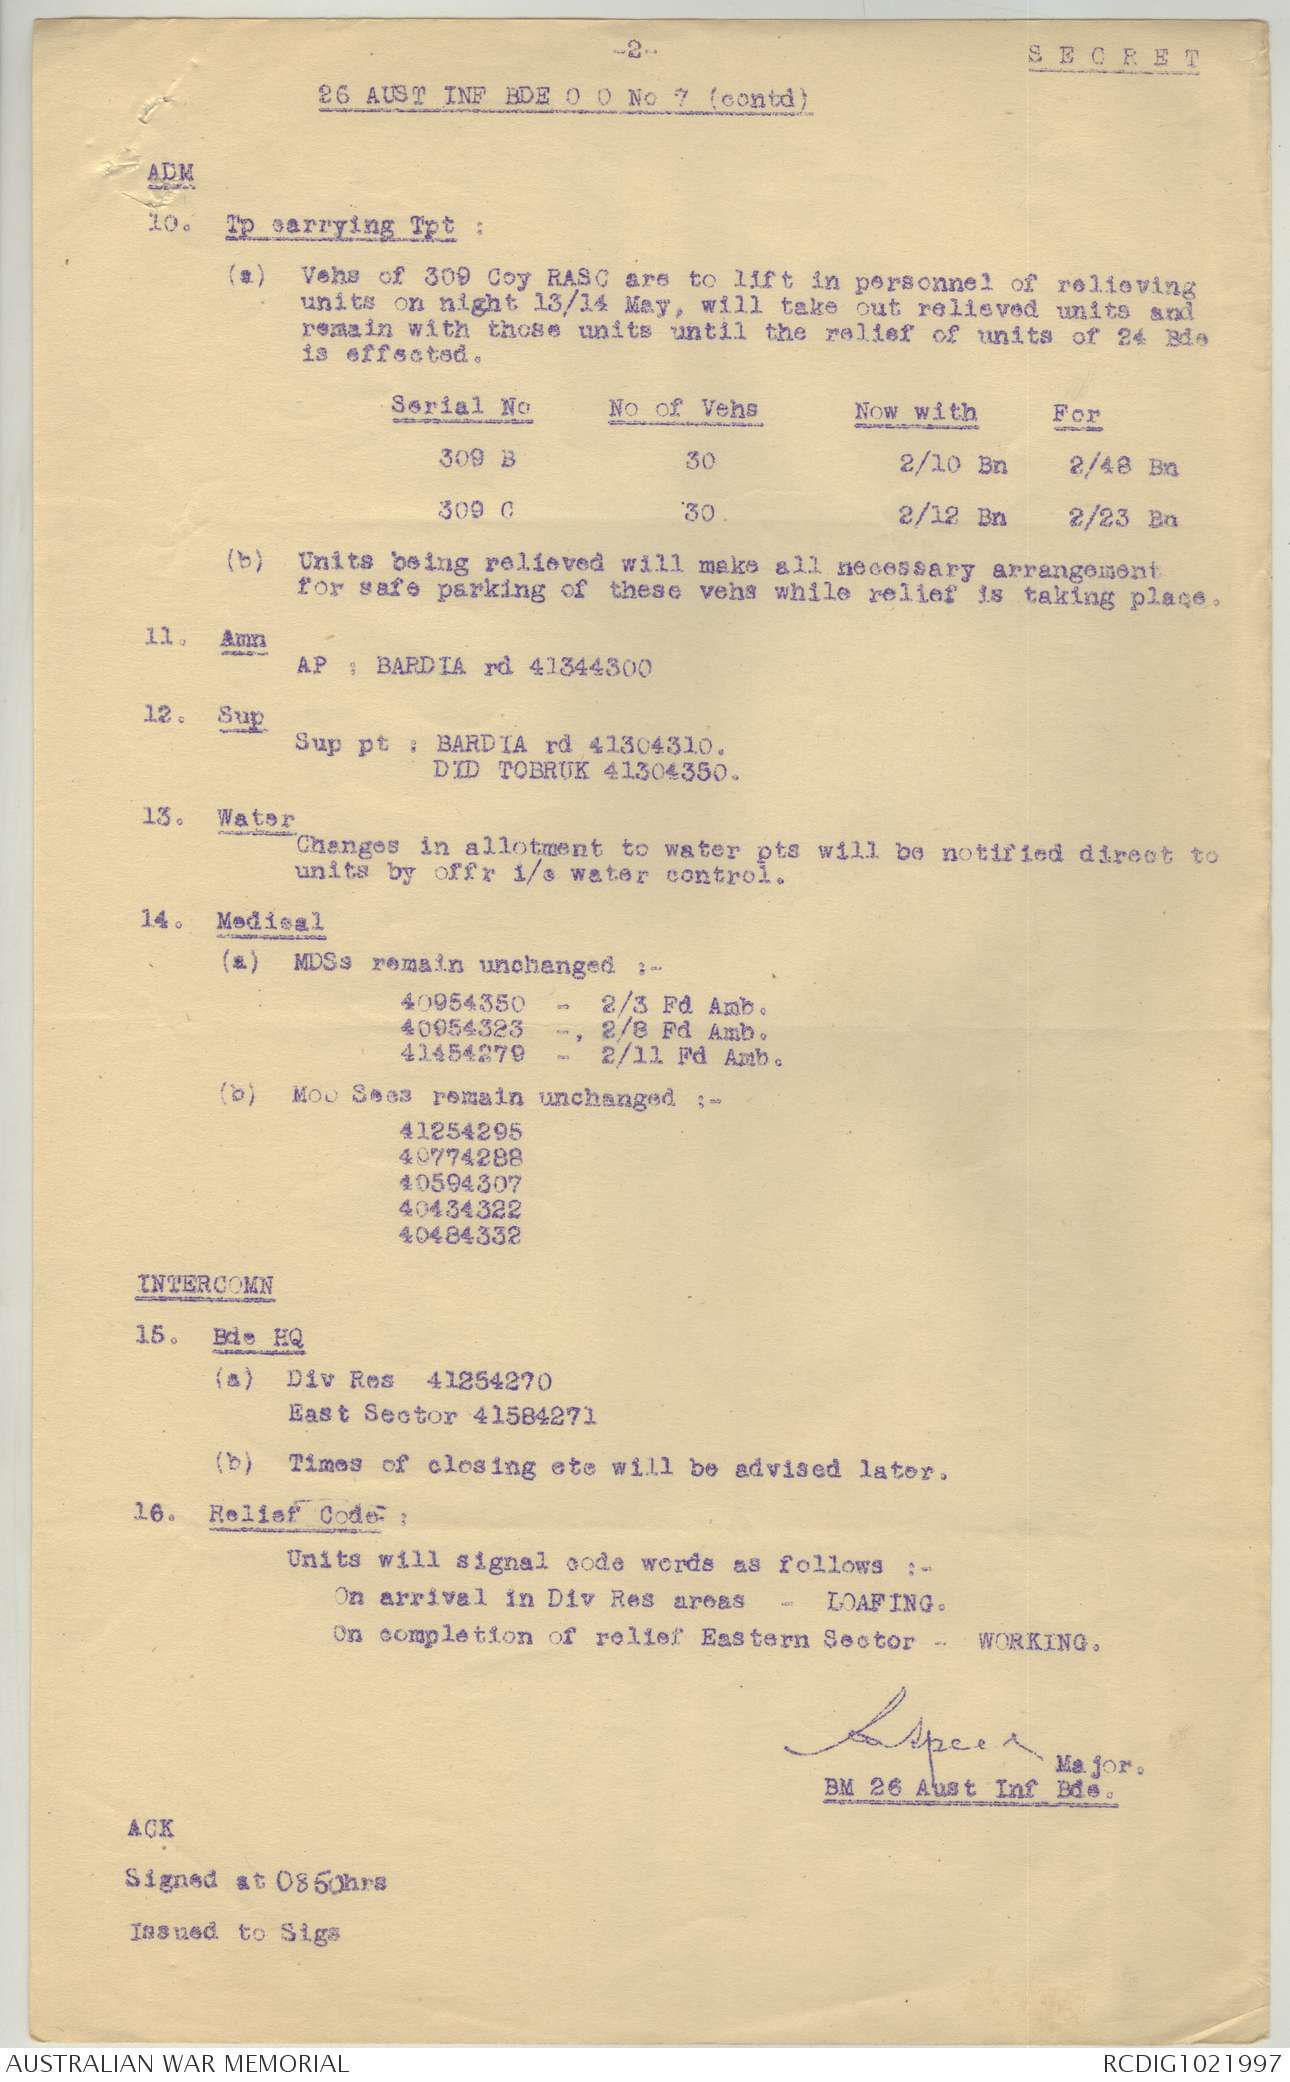 -2-
S E C R E T
26 AUST INF BDE O O No 7 (contd)
ADM
10. Tp carrying Tpt :
(a) Vehs of 309 Coy RASC are to lift in personnel of relieving
units on night 13/14 May, will take out relieved units and
remain with those units until the relief of units of 24 Bde
is effected.
Serial No No of Vehs Now with For
309 B 30 2/10 Bn 2/48 Bn
309 C 30 2/12 Bn 2/23 Bn
(b) Units being relieved will make all necessary arrangement
for safe parking of these vehs while relief is taking place.
11. Amn
AP : BARDIA rd 41344300
12. Sup
Sup pt : BARDIA rd 41304310.
DID TOBRUK 41304350.
13. Water
Changes in allotment to water pts will be notified direct to
units by offr i/c water control.
14. Medical
(a) MDSs remain unchanged :-
40954350 - 2/3 Fd Amb.
40954323 -, 2/8 Fd Amb.
41454279 - 2/11 Fd Amb.
(b) Mob Secs remain unchanged :-
41254295
40774288
40594307
40434322
40484332
INTERCOMN
15. Bde HQ
(a) Div Res 41254270
East Sector 41584271
(b) Times of closing etc will be advised later.
16. Relief Code :
Units will signal code words as follows :-
On arrival in Div Res areas - LOAFING.
On completion of relief Eastern Sector - WORKING.
Major.
BM 26 Aust Inf Bde.
ACK
Signed at 0850hrs
Issued to Sigs
AUSTRALIAN WAR MEMORIAL RCDIG1021997